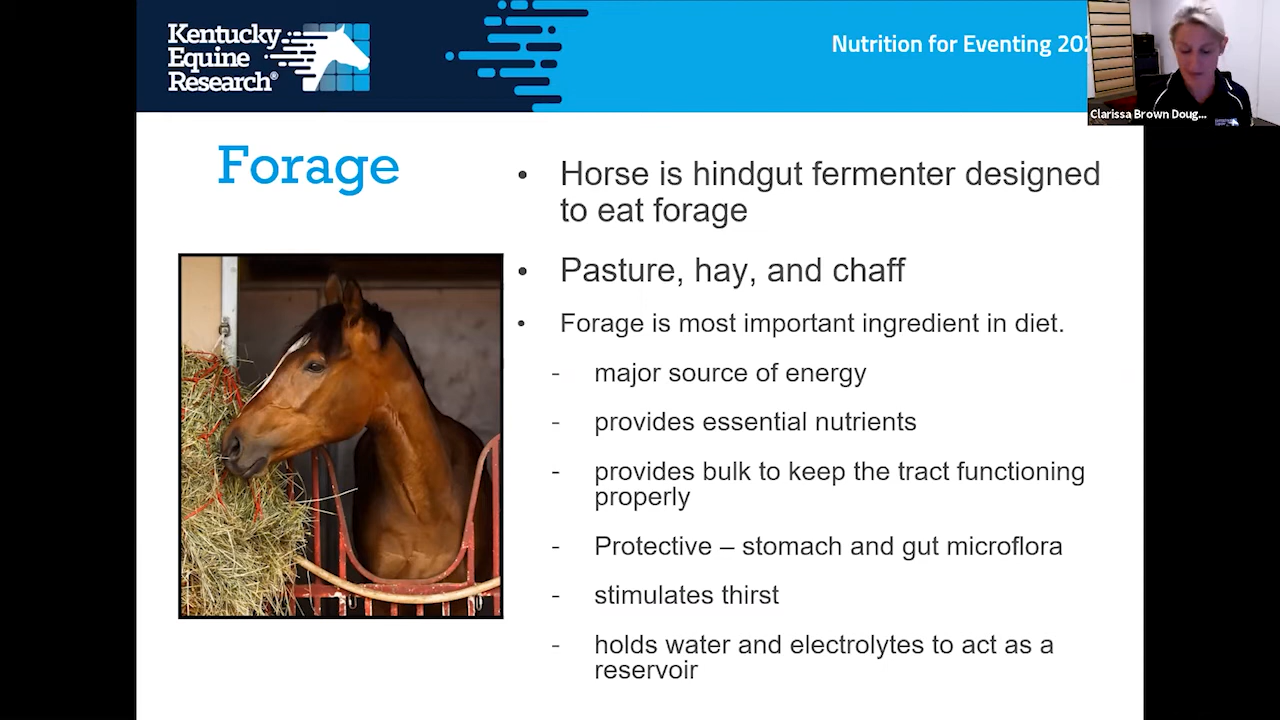 Kentucky
Equine
Research®
Nutrition for Eventing 202
Clarissa Brown Doug...
Forage
• Horse is hindgut fermenter designed
to eat forage
• Pasture, hay, and chaff
• Forage is most important ingredient in diet.
- major source of energy
- provides essential nutrients
- provides bulk to keep the tract functioning
properly
- Protective – stomach and gut microflora
- stimulates thirst
- holds water and electrolytes to act as a
reservoir